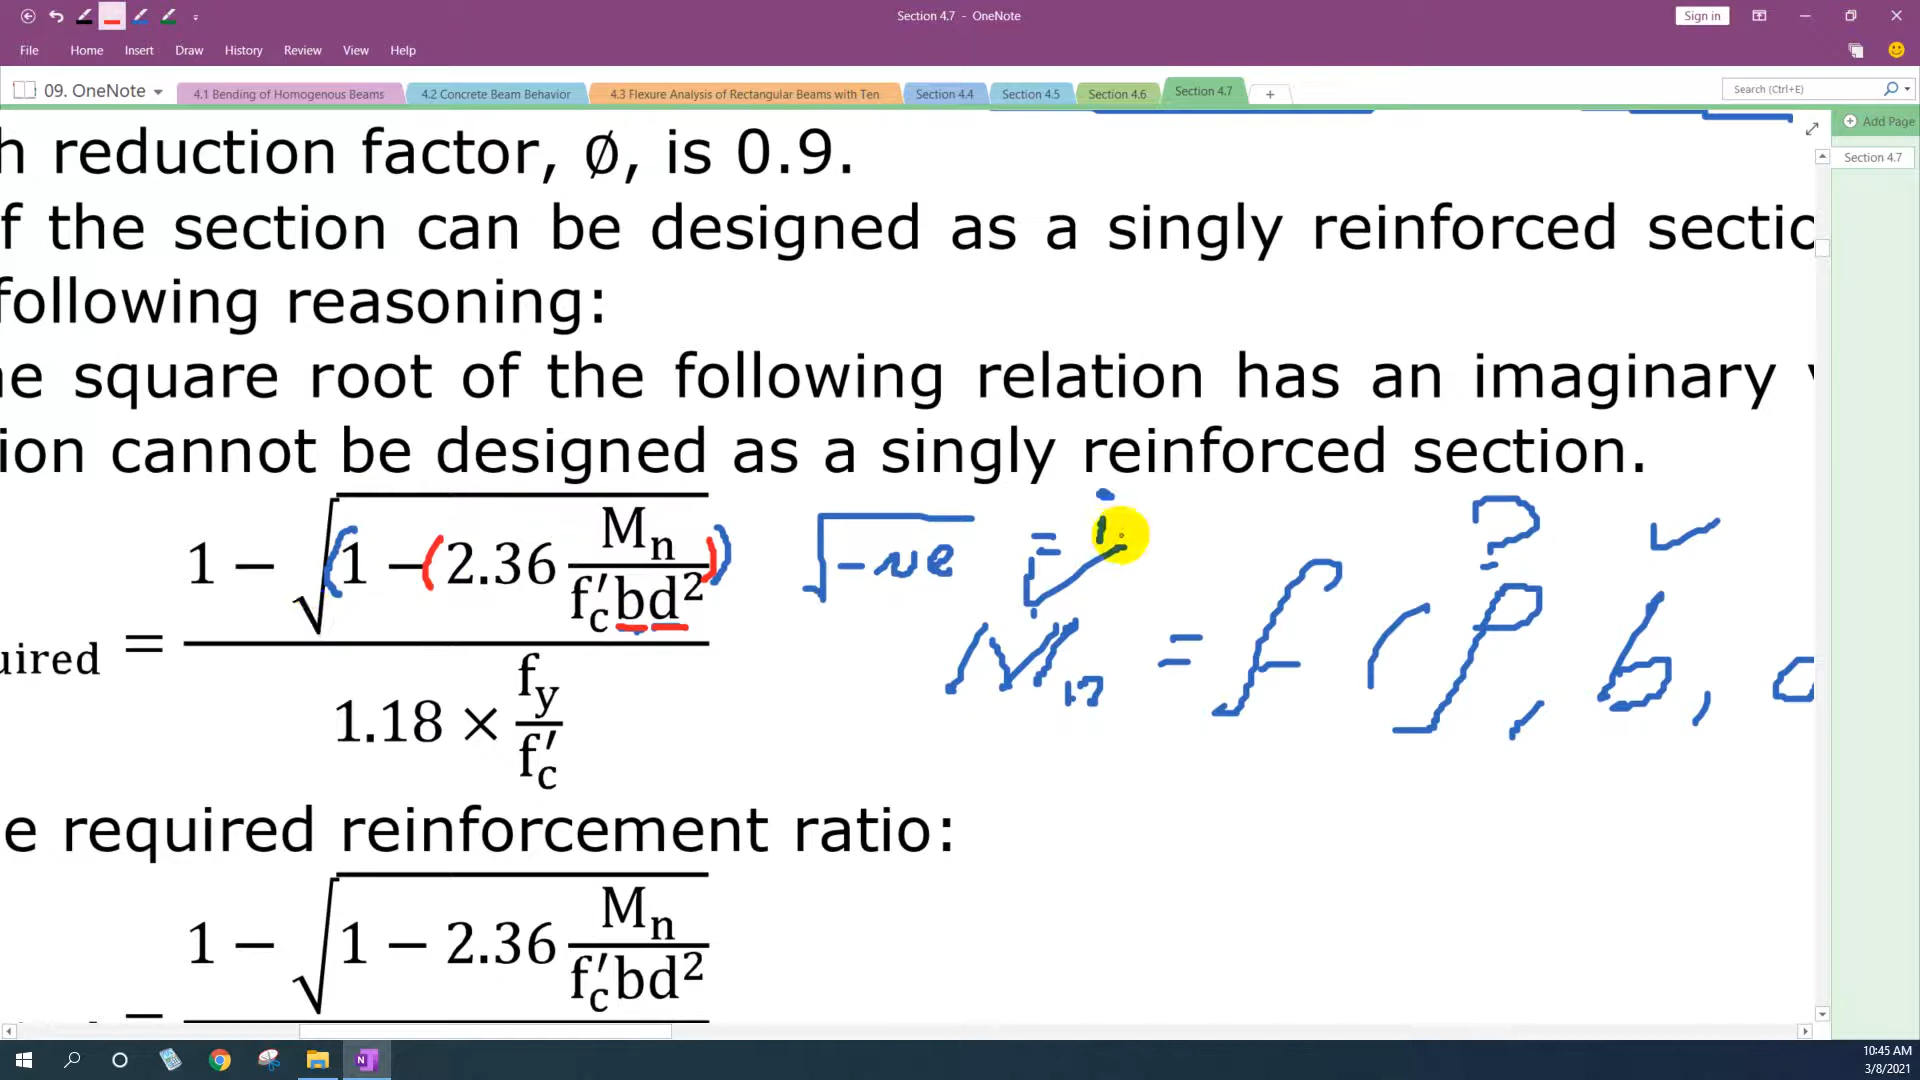 Section 4.7 - OneNote
Sign in
File Home Insert Draw History Review View Help
09. OneNote
4.1 Bending of Homogenous Beams
4.2 Concrete Beam Behavior
4.3 Flexure Analysis of Rectangular Beams with Ten
Section 4.4
Section 4.5
Section 4.6
Section 4.7
Search (Ctrl+E)
Add Page
Section 4.7
h reduction factor, ∅, is 0.9.
f the section can be designed as a singly reinforced sectio
following reasoning:
ne square root of the following relation has an imaginary
ion cannot be designed as a singly reinforced section.
uired = (1 − √(1 − (2.36 Mn / f′c bd²))) / (1.18 × fy / f′c)
√-ve = i
?
✓
Mn = f (ρ, b,
e required reinforcement ratio:
1 − √(1 − 2.36 Mn / f′c bd²)
=
10:45 AM
3/8/2021